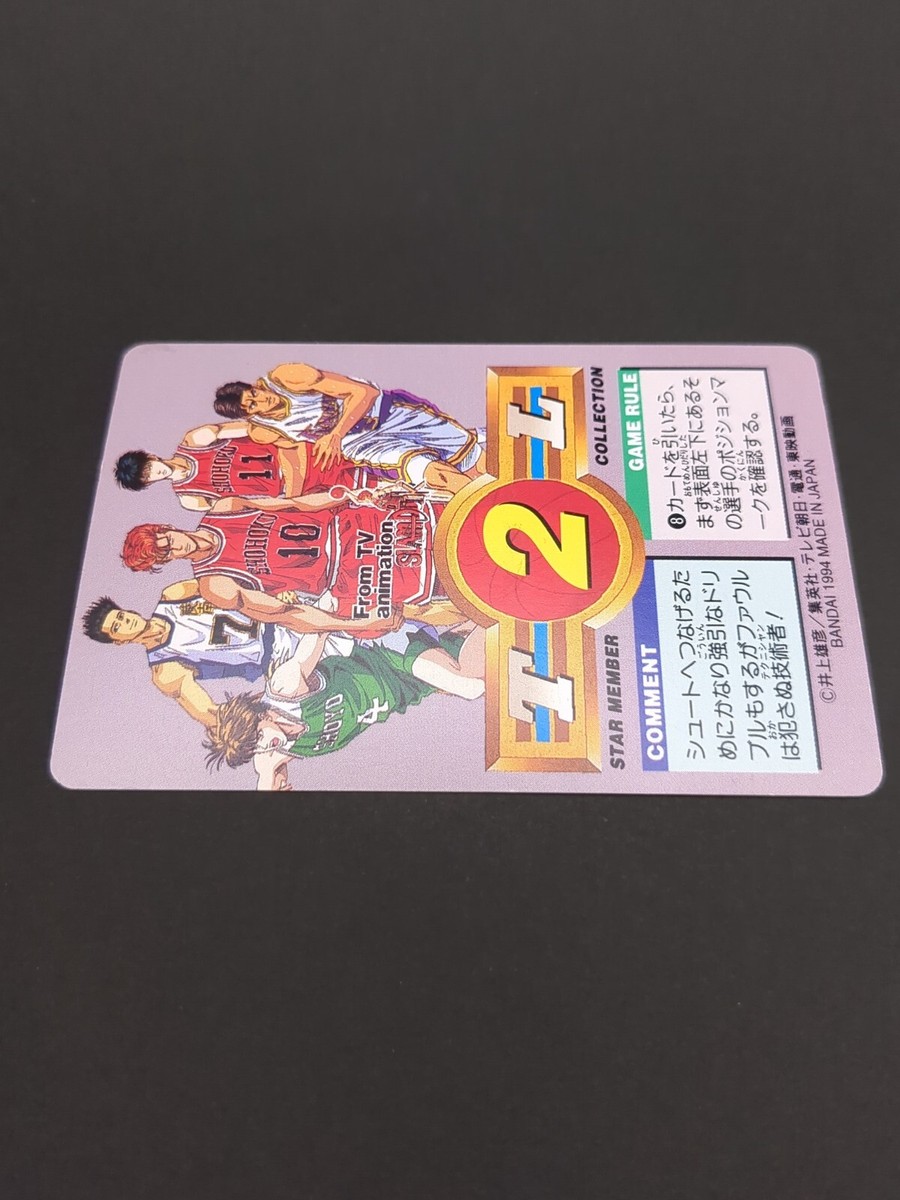 SHOHOKU
11
SHOHOKU
10
7
SHOYO
4
From TV
animation
SLAM DUNK
T 2 L
STAR MEMBER COLLECTION
COMMENT
シュートへつなげるた
めにかなり強引なドリ
ブルもするがファウル
は犯さぬ技術者!
GAME RULE
❽カードを引いたら、
まず表面左下にあるそ
の選手のポジションマ
ークを確認する。
©井上雄彦/集英社・テレビ朝日・電通・東映動画
BANDAI 1994 MADE IN JAPAN